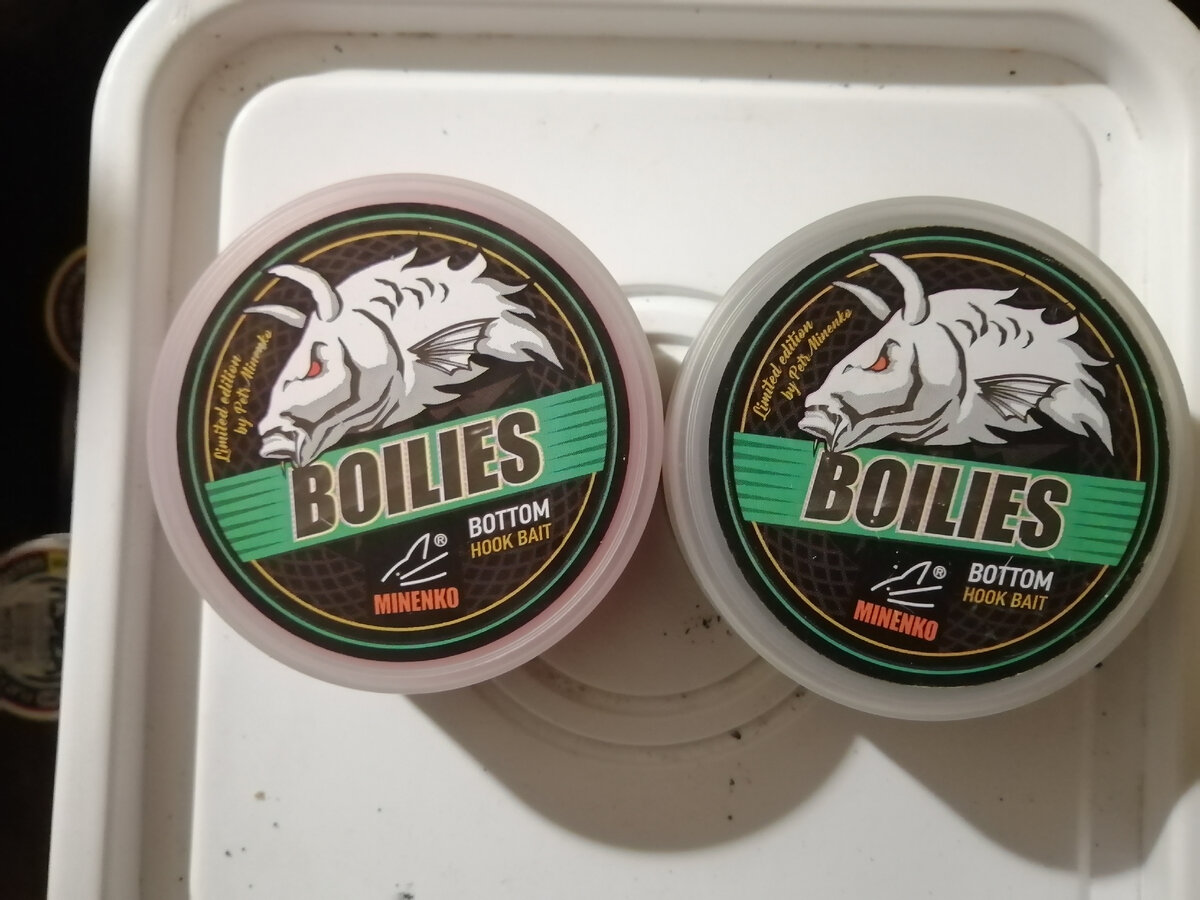 Limited edition
by Petr Minenko
BOILIES
BOTTOM
HOOK BAIT
®
MINENKO
Limited edition
by Petr Minenko
BOILIES
BOTTOM
HOOK BAIT
®
MINENKO